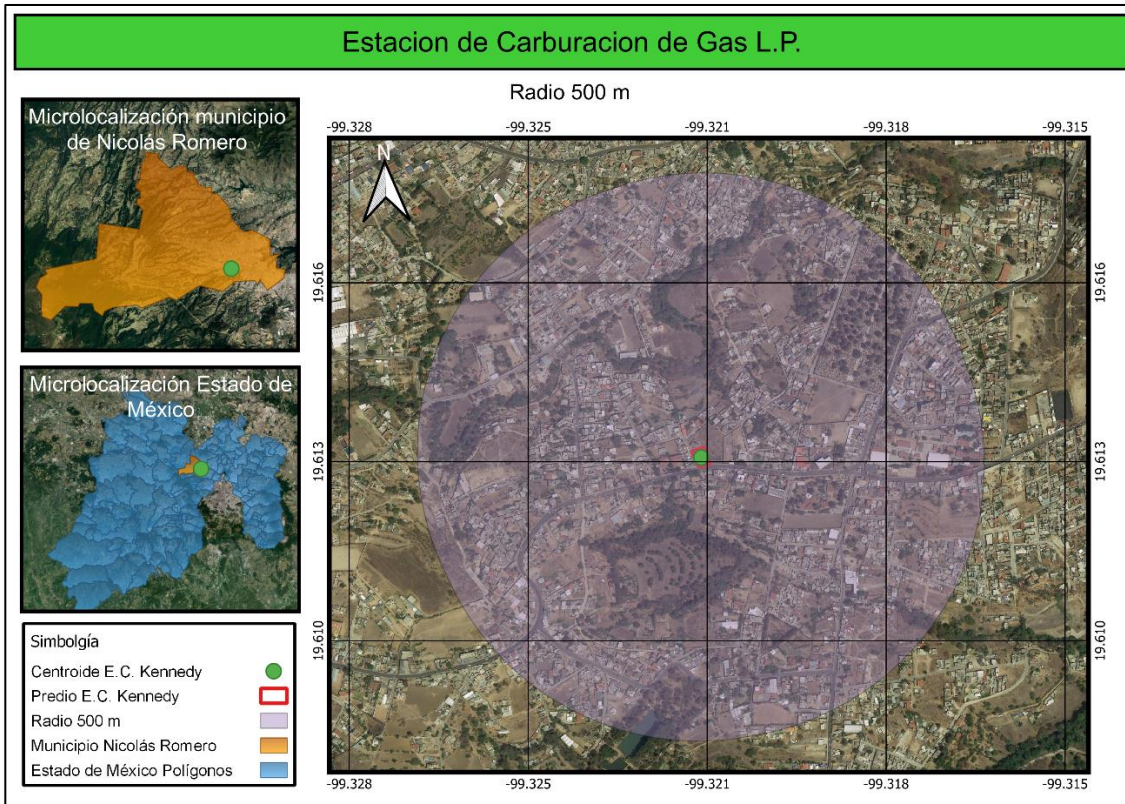 Estacion de Carburacion de Gas L.P.
Radio 500 m
Microlocalización municipio
de Nicolás Romero
Microlocalización Estado de
México
-99.328 -99.325 -99.321 -99.318 -99.315
N
19.616 19.616
19.613 19.613
19.610 19.610
-99.328 -99.325 -99.321 -99.318 -99.315
Simbolgía
Centroide E.C. Kennedy
Predio E.C. Kennedy
Radio 500 m
Municipio Nicolás Romero
Estado de México Polígonos